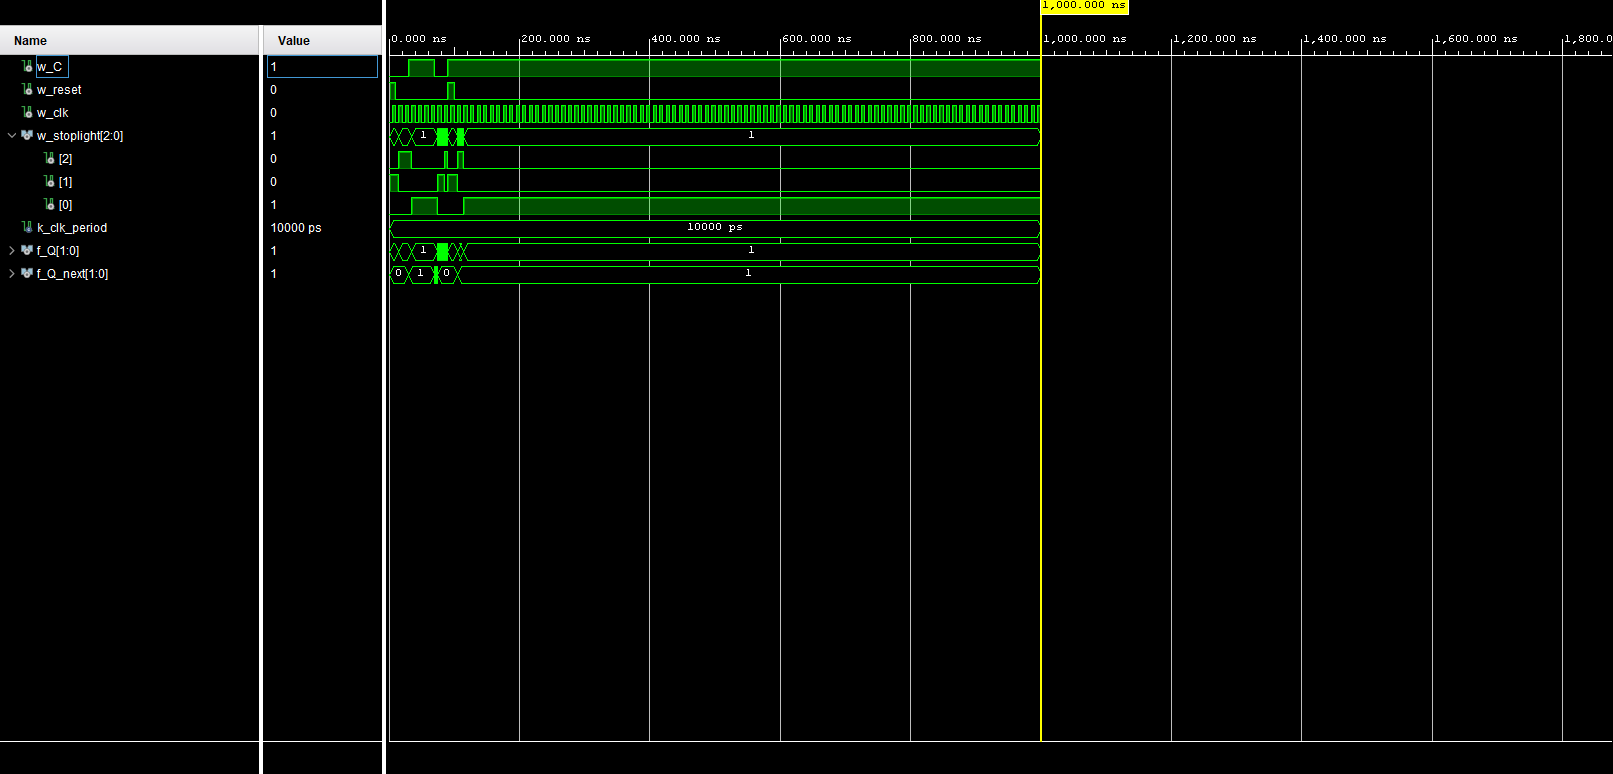 1,000.000 ns
Name Value 0.000 ns 200.000 ns 400.000 ns 600.000 ns 800.000 ns 1,000.000 ns 1,200.000 ns 1,400.000 ns 1,600.000 ns 1,800.0
w_C 1
w_reset 0
w_clk 0
w_stoplight[2:0] 1 1 1
[2] 0
[1] 0
[0] 1
k_clk_period 10000 ps 10000 ps
f_Q[1:0] 1 1 1
f_Q_next[1:0] 1 0 1 0 1